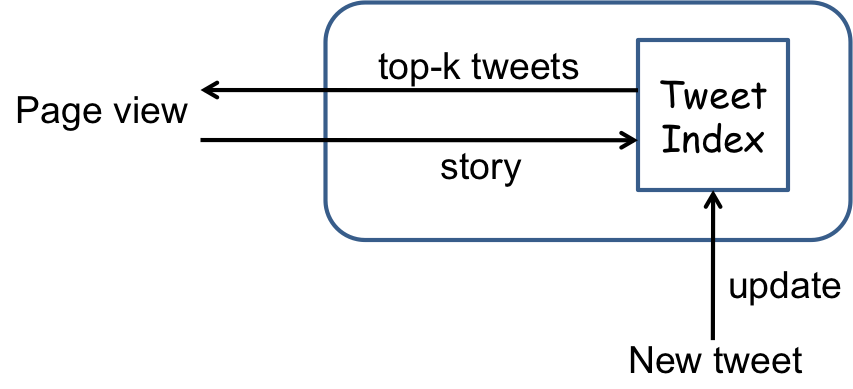 top-k tweets
Page view
Tweet
Index
story
update
New tweet